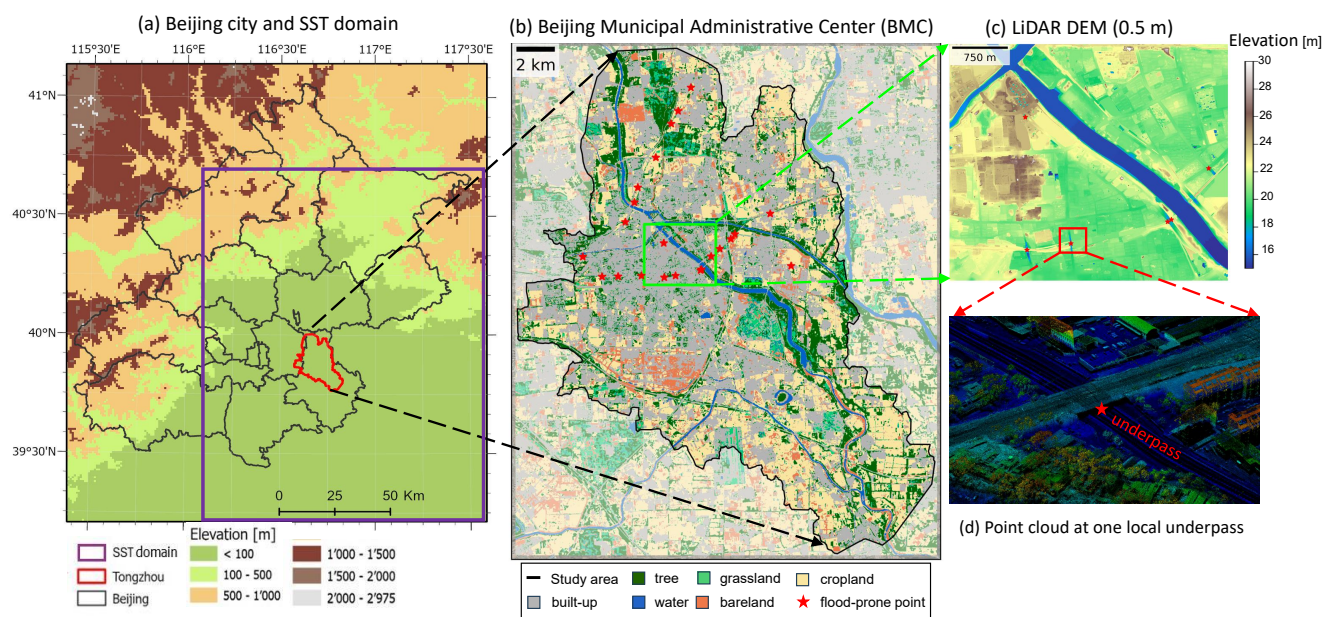 (a) Beijing city and SST domain
115°30'E 116°E 116°30'E 117°E 117°30'E
41°N
40°30'N
40°N
39°30'N
0 25 50 Km
SST domain
Tongzhou
Beijing
Elevation [m]
< 100
100 - 500
500 - 1'000
1'000 - 1'500
1'500 - 2'000
2'000 - 2'975
(b) Beijing Municipal Administrative Center (BMC)
2 km
Study area
tree
grassland
cropland
built-up
water
bareland
flood-prone point
(c) LiDAR DEM (0.5 m)
750 m
Elevation [m]
30
28
26
24
22
20
19
18
17
16
underpass
(d) Point cloud at one local underpass